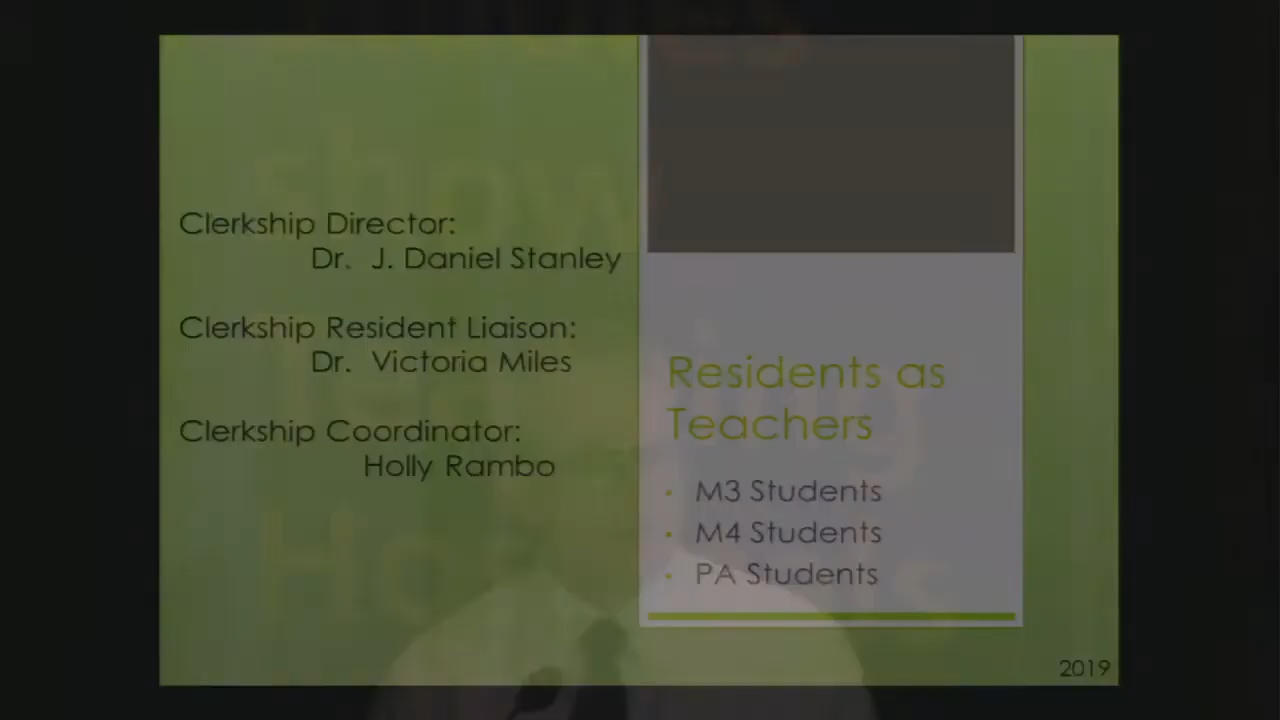 Clerkship Director:
Dr. J. Daniel Stanley
Clerkship Resident Liaison:
Dr. Victoria Miles
Clerkship Coordinator:
Holly Rambo
Residents as
Teachers
▪ M3 Students
▪ M4 Students
▪ PA Students
2019
show